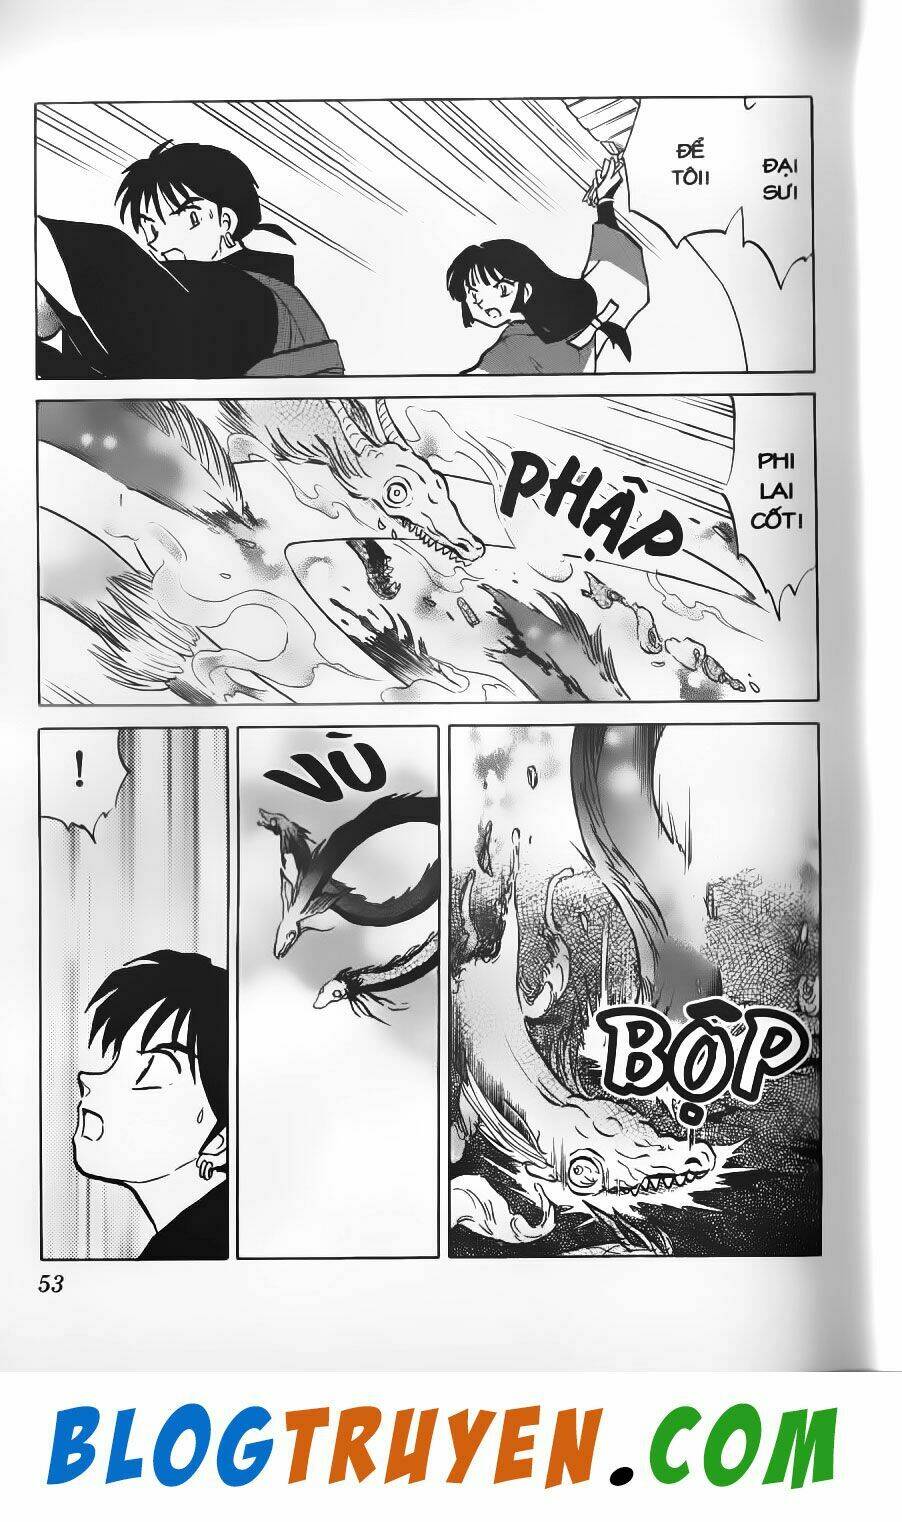 ĐẠI
SƯ!
ĐỂ
TÔI!
PHI
LAI
CỐT!
PHẬP
BỘP
VÙ
!
53
BLOGTRUYEN.COM